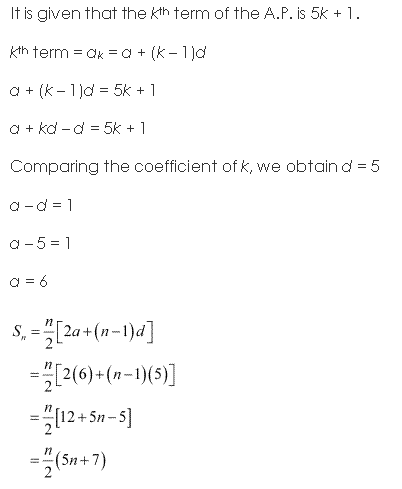 It is given that the kth term of the A.P. is 5k + 1.
kth term = ak = a + (k – 1)d
a + (k – 1)d = 5k + 1
a + kd – d = 5k + 1
Comparing the coefficient of k, we obtain d = 5
a – d = 1
a – 5 = 1
a = 6
Sn = n/2[2a+(n−1)d]
= n/2[2(6)+(n−1)(5)]
= n/2[12+5n−5]
= n/2(5n+7)